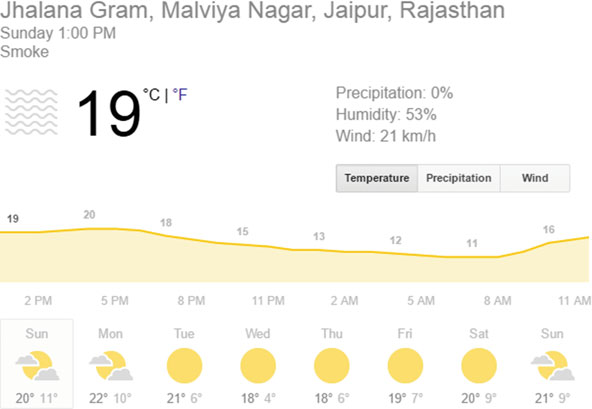 Jhalana Gram, Malviya Nagar, Jaipur, Rajasthan
Sunday 1:00 PM
Smoke
19 °C | °F
Precipitation: 0%
Humidity: 53%
Wind: 21 km/h
Temperature Precipitation Wind
19 20 18 15 13 12 11 16
2 PM 5 PM 8 PM 11 PM 2 AM 5 AM 8 AM 11 AM
Sun Mon Tue Wed Thu Fri Sat Sun
20° 11° 22° 10° 21° 6° 18° 4° 18° 6° 19° 7° 20° 9° 21° 9°